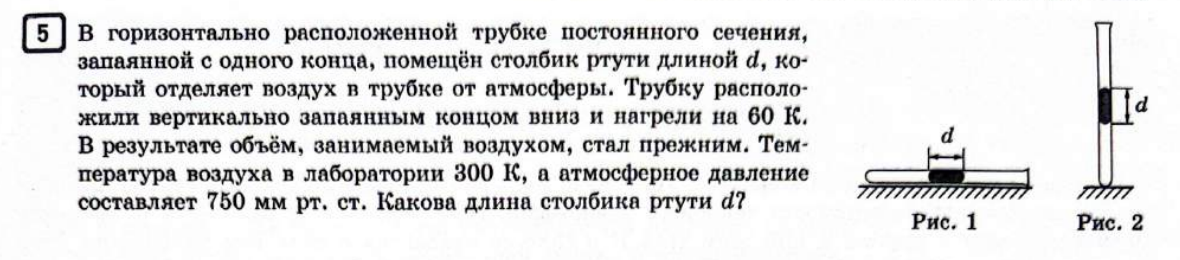 5 В горизонтально расположенной трубке постоянного сечения,
запаянной с одного конца, помещён столбик ртути длиной d, ко-
торый отделяет воздух в трубке от атмосферы. Трубку располо-
жили вертикально запаянным концом вниз и нагрели на 60 К.
В результате объём, занимаемый воздухом, стал прежним. Тем-
пература воздуха в лаборатории 300 К, а атмосферное давление
составляет 750 мм рт. ст. Какова длина столбика ртути d?
d
Рис. 1
d
Рис. 2